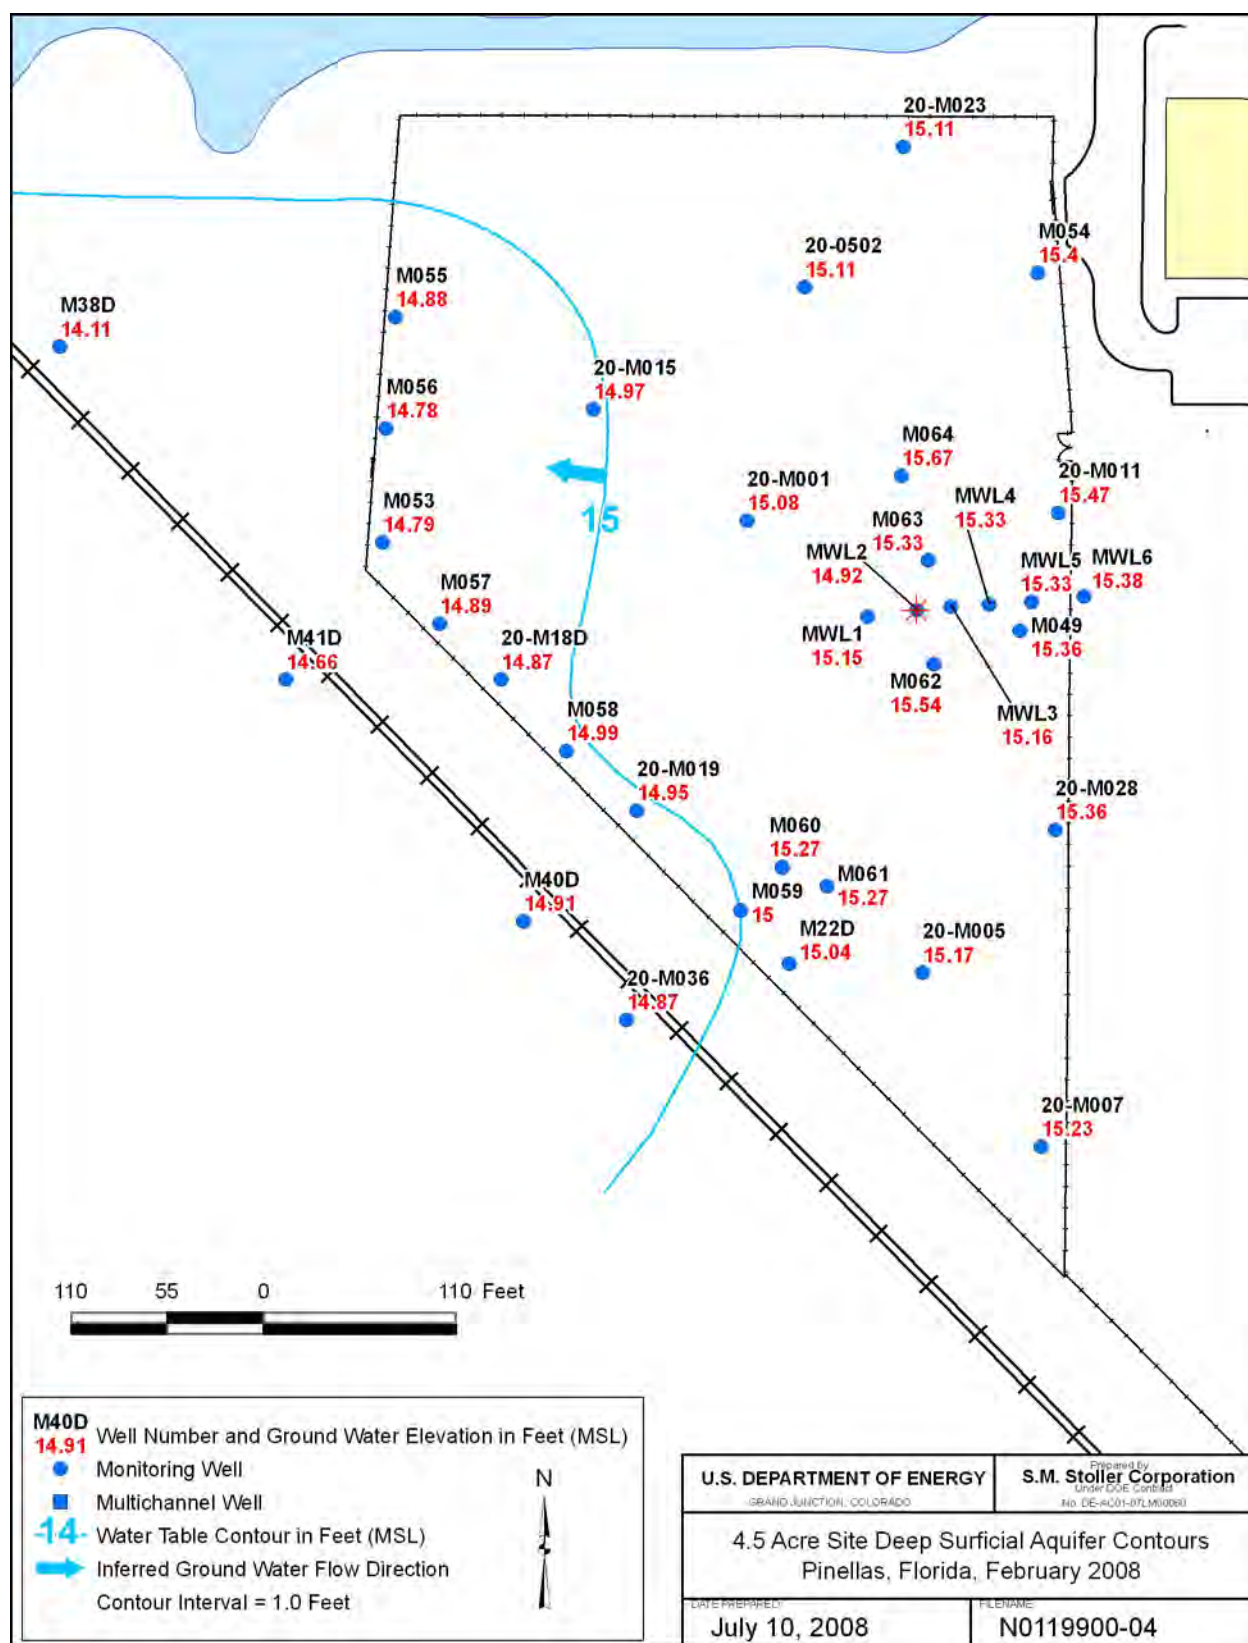 20-M023
15.11
M054
15.4
20-0502
15.11
M055
14.88
M38D
14.11
20-M015
14.97
M056
14.78
M064
15.67
20-M001
15.08
MWL4
15.33
20-M011
15.47
M053
14.79
15
M063
15.33
MWL2
14.92
MWL5
15.33
MWL6
15.38
M057
14.89
20-M18D
14.87
M41D
14.66
MWL1
15.15
M049
15.36
M062
15.54
MWL3
15.16
M058
14.99
20-M019
14.95
20-M028
15.36
M060
15.27
M061
15.27
M059
15
M40D
14.91
M22D
15.04
20-M005
15.17
20-M036
14.87
20-M007
15.23
110 55 0 110 Feet
M40D
14.91 Well Number and Ground Water Elevation in Feet (MSL)
Monitoring Well
Multichannel Well
-14- Water Table Contour in Feet (MSL)
Inferred Ground Water Flow Direction
Contour Interval = 1.0 Feet
N
U.S. DEPARTMENT OF ENERGY
GRAND JUNCTION, COLORADO
Prepared by
S.M. Stoller Corporation
Under DOE Contract
No. DE-AC01-07LM00060
4.5 Acre Site Deep Surficial Aquifer Contours
Pinellas, Florida, February 2008
DATE PREPARED:
July 10, 2008
FILENAME:
N0119900-04